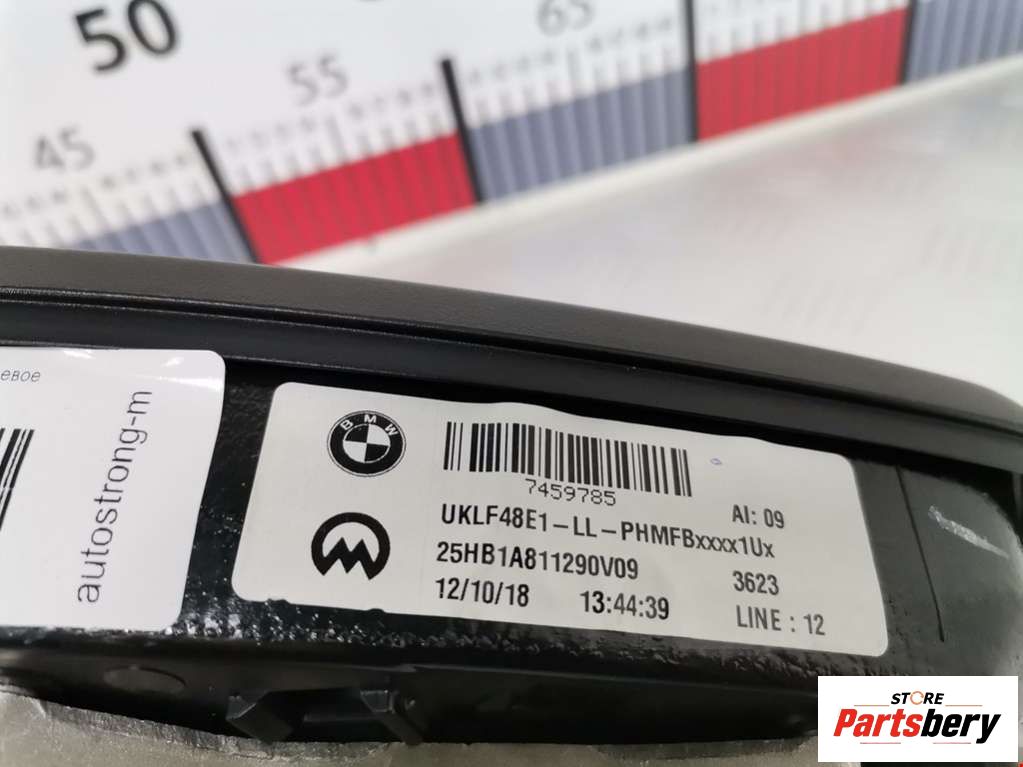 50
65
55
45
евое
autostrong-m
BMW
7459785
AI: 09
UKLF48E1-LL-PHMFBxxxx1Ux
25HB1A811290V09
3623
12/10/18 13:44:39
LINE : 12
STORE
Partsbery